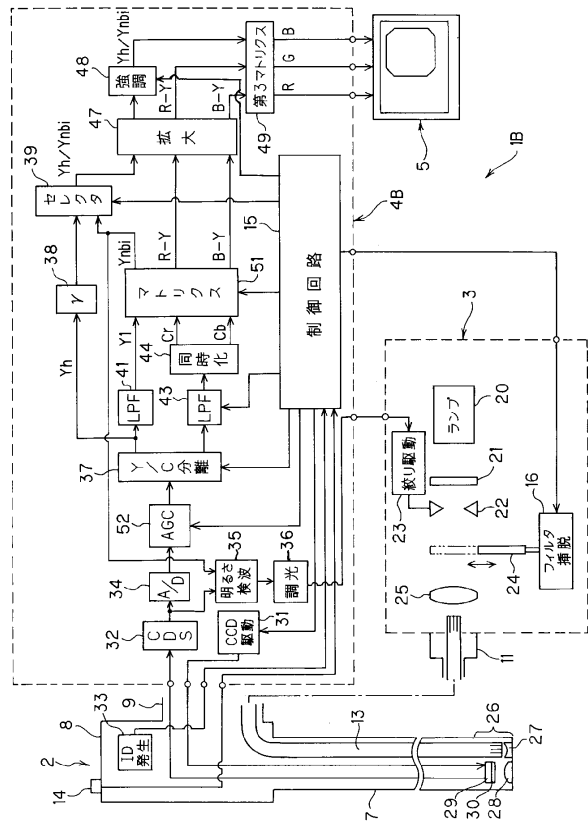 48
強調
Yh/Ynbi
47
拡大
R-Y
B-Y
第3マトリクス
49
B
G
R
5
39
セレクタ
Yh/Ynbi
38
γ
Yh
Ynbi
R-Y
B-Y
マトリクス
51
Yl
Cr
Cb
44
同時化
41
LPF
43
LPF
37
Y/C分離
52
AGC
34
A/D
32
CDS
35
明るさ検波
36
調光
31
CCD駆動
15
制御回路
4B
1B
33
ID発生
9
8
2
14
13
7
26
27
28
29
30
3
ランプ
20
21
22
絞り駆動
23
16
フィルタ挿脱
24
25
11